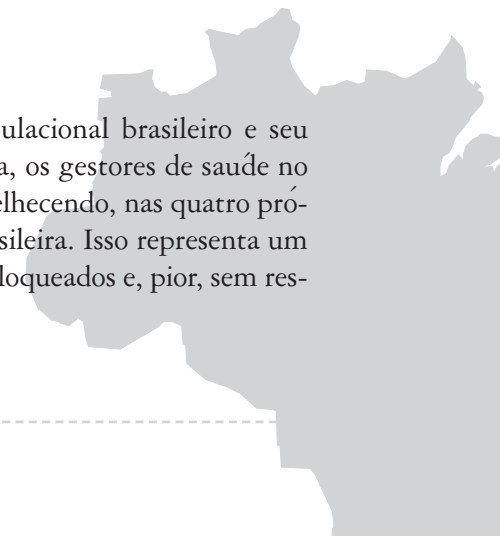 ulacional brasileiro e seu
a, os gestores de saúde no
elhecendo, nas quatro pró-
sileira. Isso representa um
loqueados e, pior, sem res-